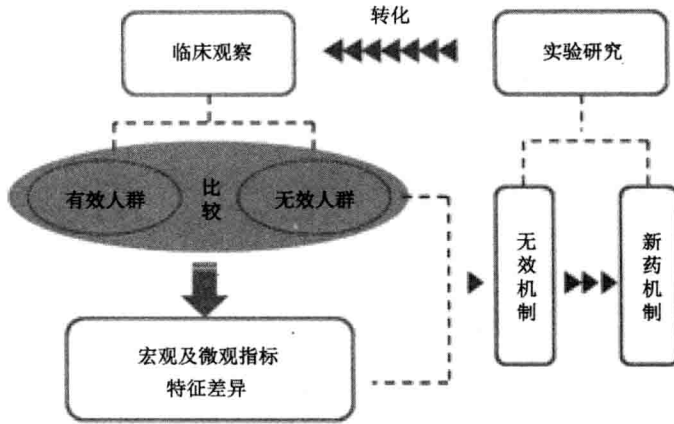 转化
临床观察
实验研究
有效人群
比较
无效人群
无效机制
新药机制
宏观及微观指标
特征差异